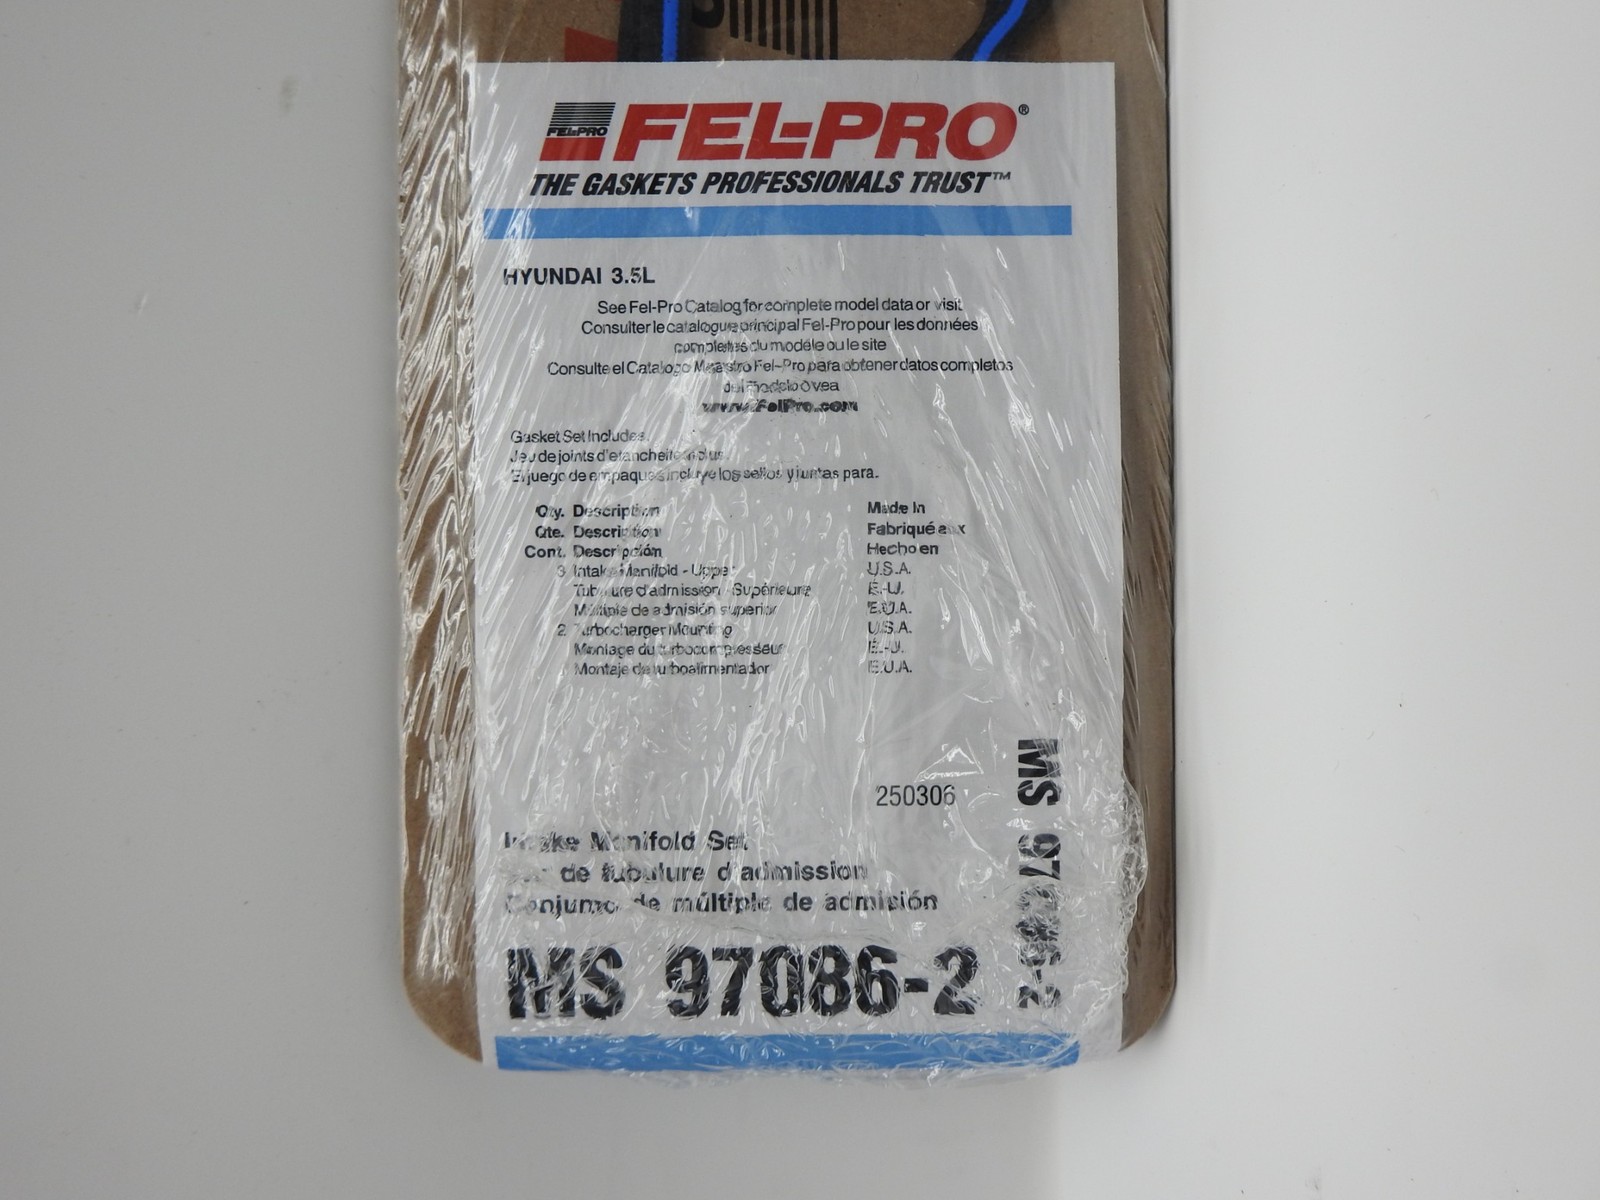 FEL-PRO
FEL-PRO®
THE GASKETS PROFESSIONALS TRUST™
HYUNDAI 3.5L
See Fel-Pro Catalog for complete model data or visit
Consulter le catalogue principal Fel-Pro pour les données
complètes du modèle ou le site
Consulte el Catalogo Maestro Fel-Pro para obtener datos completos
del modelo o vea
www.FelPro.com
Gasket Set Includes:
Jeu de joints d'etancheite inclus:
El juego de empaques incluye los sellos y juntas para.
Qty. Description Made In
Qte. Description Fabriqué aux
Cont. Descripción Hecho en
3 Intake Manifold - Upper U.S.A.
Tubulure d'admission - Supérieure É.-U.
Múltiple de admisión superior E.U.A.
2 Turbocharger Mounting U.S.A.
Montage du turbocompresseur É.-U.
Montaje de turboalimentador E.U.A.
250306
Intake Manifold Set
de tubulure d'admission
Conjunto de múltiple de admisión
MS 97086-2
MS 97086-2